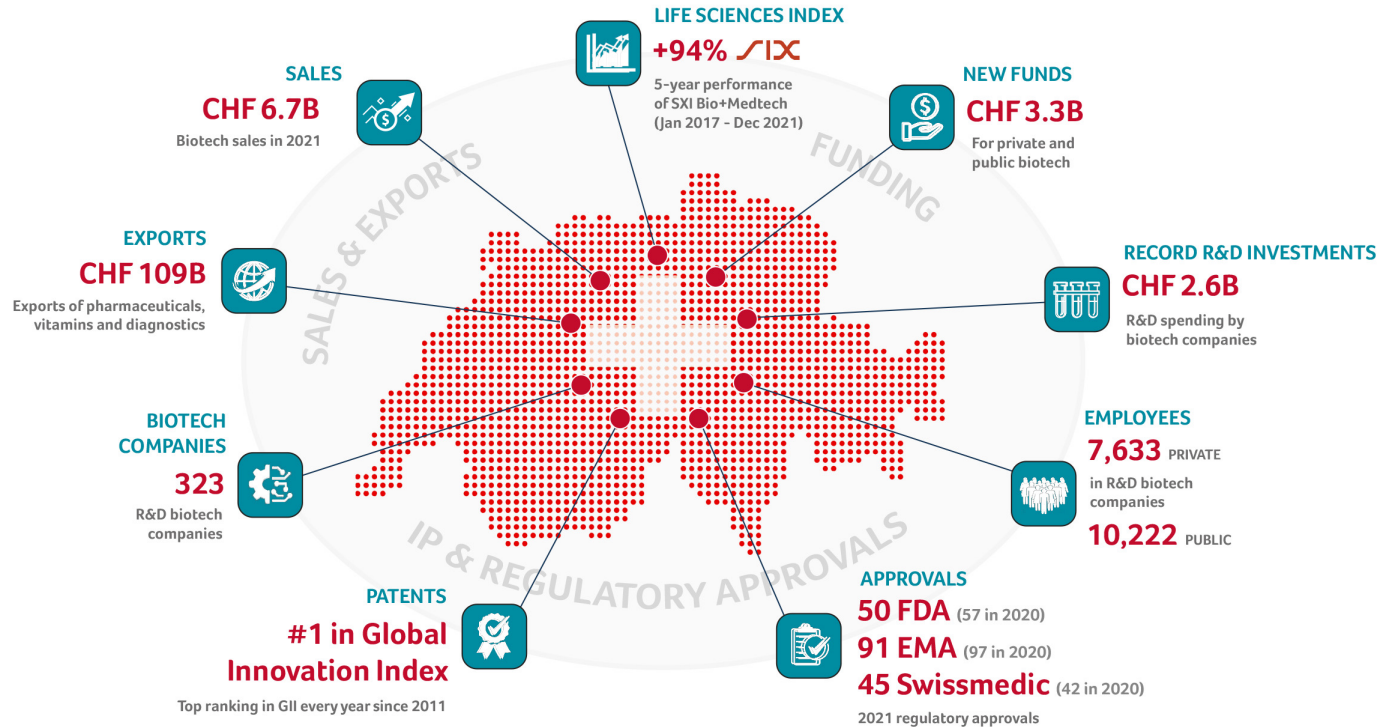 LIFE SCIENCES INDEX
+94% SIX
5-year performance
of SXI Bio+Medtech
(Jan 2017 - Dec 2021)
SALES
CHF 6.7B
Biotech sales in 2021
NEW FUNDS
CHF 3.3B
For private and
public biotech
SALES & EXPORTS
FUNDING
EXPORTS
CHF 109B
Exports of pharmaceuticals,
vitamins and diagnostics
RECORD R&D INVESTMENTS
CHF 2.6B
R&D spending by
biotech companies
BIOTECH
COMPANIES
323
R&D biotech
companies
EMPLOYEES
7,633 PRIVATE
in R&D biotech
companies
10,222 PUBLIC
IP & REGULATORY APPROVALS
PATENTS
#1 in Global
Innovation Index
Top ranking in GII every year since 2011
APPROVALS
50 FDA (57 in 2020)
91 EMA (97 in 2020)
45 Swissmedic (42 in 2020)
2021 regulatory approvals